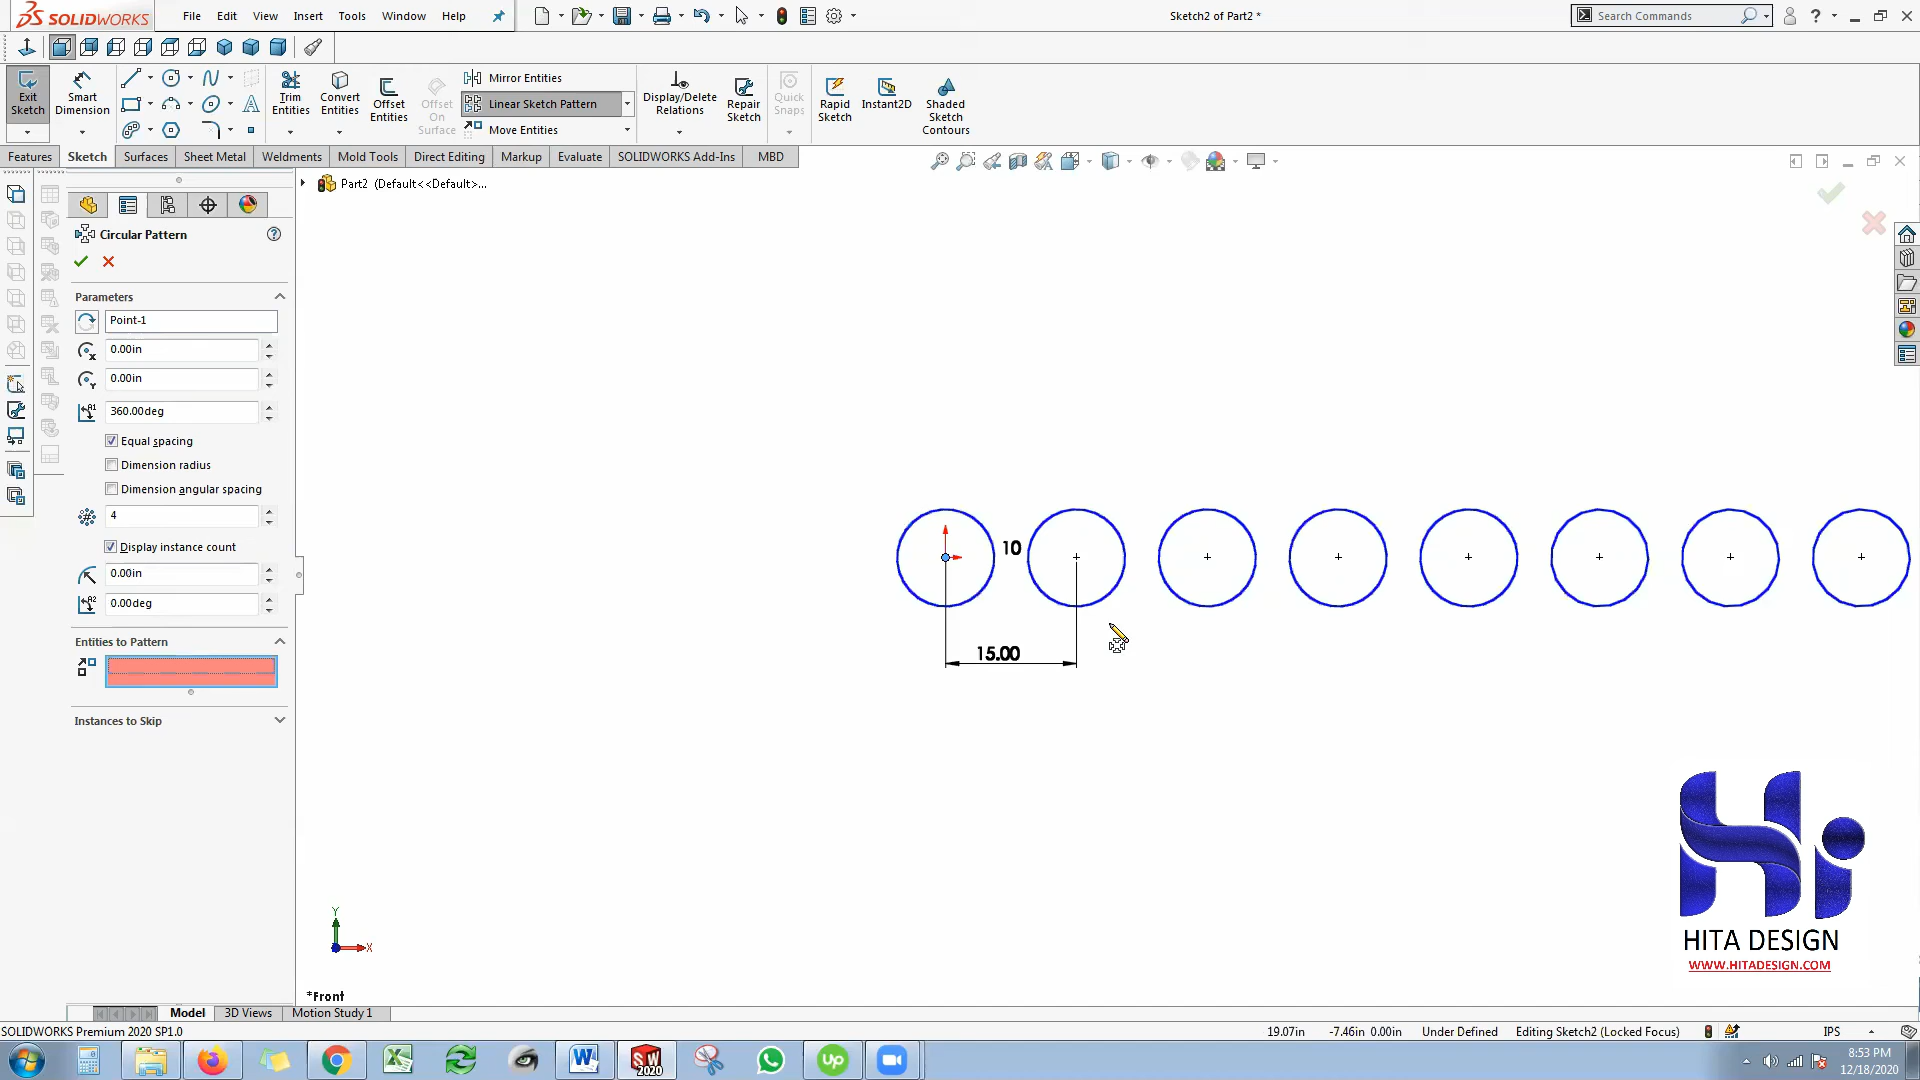 SOLIDWORKS
File Edit View Insert Tools Window Help
Sketch2 of Part2 *
Search Commands
Exit Sketch
Smart Dimension
Trim Entities
Convert Entities
Offset Entities
Offset On Surface
Mirror Entities
Linear Sketch Pattern
Move Entities
Display/Delete Relations
Repair Sketch
Quick Snaps
Rapid Sketch
Instant2D
Shaded Sketch Contours
Features Sketch Surfaces Sheet Metal Weldments Mold Tools Direct Editing Markup Evaluate SOLIDWORKS Add-Ins MBD
Part2 (Default<<Default>...
Circular Pattern
Parameters
Point-1
0.00in
0.00in
360.00deg
Equal spacing
Dimension radius
Dimension angular spacing
4
Display instance count
0.00in
0.00deg
Entities to Pattern
Instances to Skip
10
15.00
Y
X
*Front
HITA DESIGN
WWW.HITADESIGN.COM
Model 3D Views Motion Study 1
SOLIDWORKS Premium 2020 SP1.0
19.07in -7.46in 0.00in Under Defined Editing Sketch2 (Locked Focus) IPS
SW 2020
Up
8:53 PM
12/18/2020